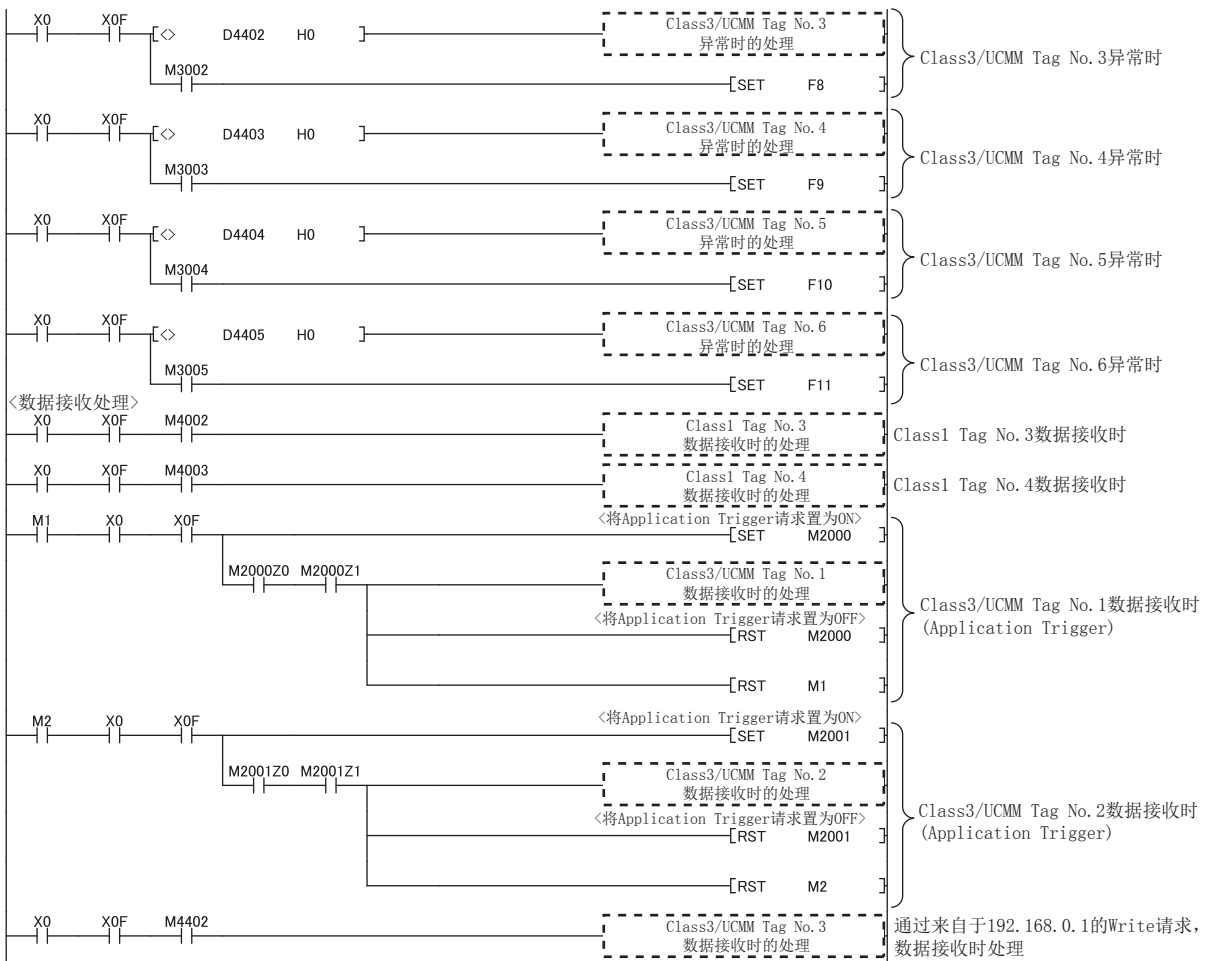 X0 X0F [<> D4402 H0 ] Class3/UCMM Tag No.3
异常时的处理
Class3/UCMM Tag No.3异常时
M3002 [SET F8 ]
X0 X0F [<> D4403 H0 ] Class3/UCMM Tag No.4
异常时的处理
Class3/UCMM Tag No.4异常时
M3003 [SET F9 ]
X0 X0F [<> D4404 H0 ] Class3/UCMM Tag No.5
异常时的处理
Class3/UCMM Tag No.5异常时
M3004 [SET F10 ]
X0 X0F [<> D4405 H0 ] Class3/UCMM Tag No.6
异常时的处理
Class3/UCMM Tag No.6异常时
M3005 [SET F11 ]
<数据接收处理>
X0 X0F M4002 Class1 Tag No.3
数据接收时的处理
Class1 Tag No.3数据接收时
X0 X0F M4003 Class1 Tag No.4
数据接收时的处理
Class1 Tag No.4数据接收时
<将Application Trigger请求置为ON>
M1 X0 X0F [SET M2000 ]
M2000Z0 M2000Z1 Class3/UCMM Tag No.1
数据接收时的处理
Class3/UCMM Tag No.1数据接收时
(Application Trigger)
<将Application Trigger请求置为OFF>
[RST M2000 ]
[RST M1 ]
<将Application Trigger请求置为ON>
M2 X0 X0F [SET M2001 ]
M2001Z0 M2001Z1 Class3/UCMM Tag No.2
数据接收时的处理
Class3/UCMM Tag No.2数据接收时
(Application Trigger)
<将Application Trigger请求置为OFF>
[RST M2001 ]
[RST M2 ]
X0 X0F M4402 Class3/UCMM Tag No.3
数据接收时的处理
通过来自于192.168.0.1的Write请求，
数据接收时处理